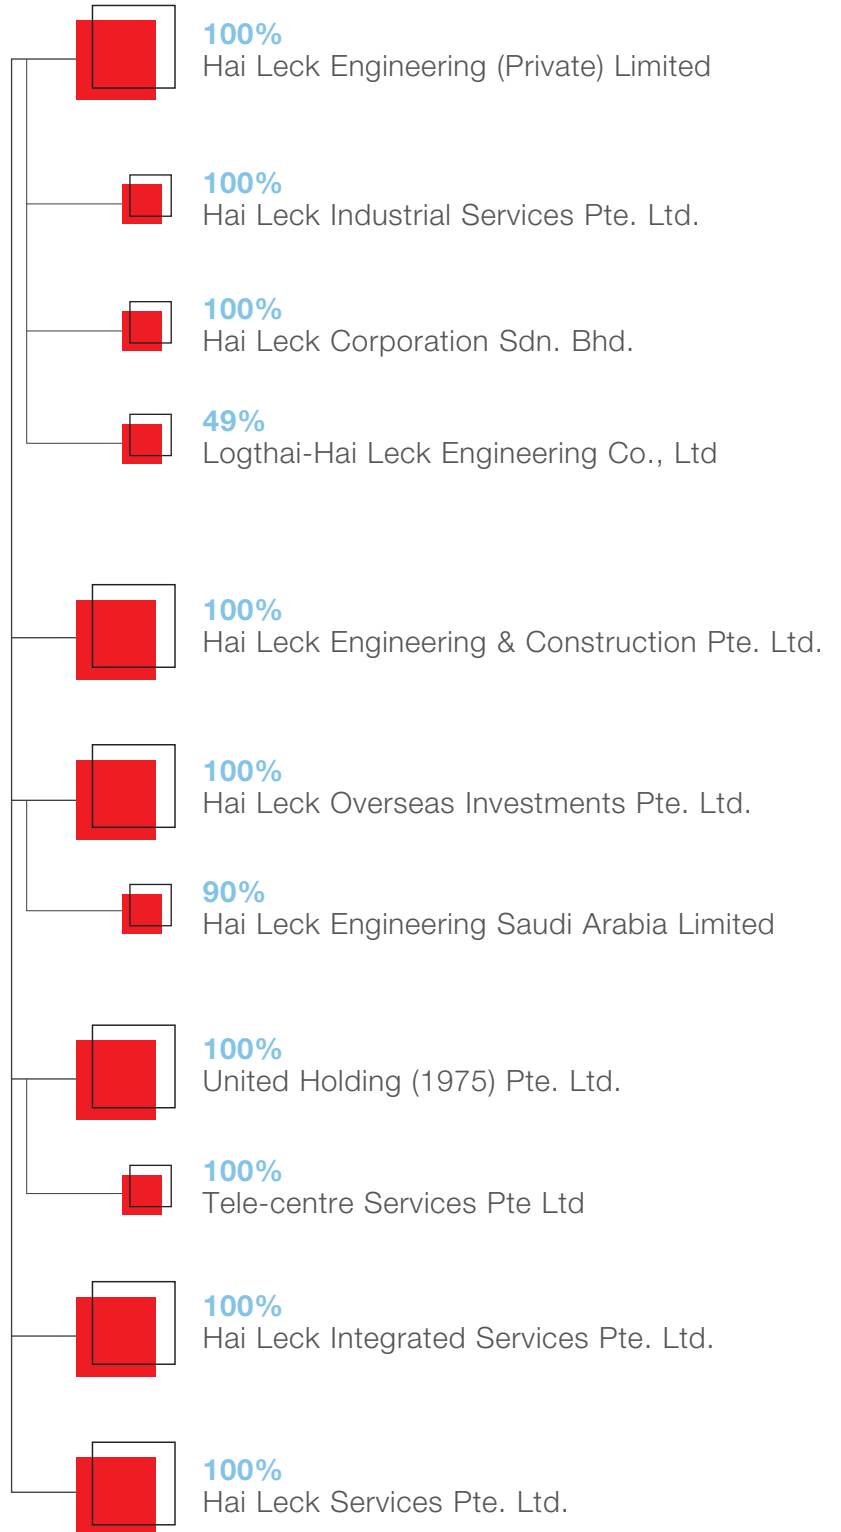 100%
Hai Leck Engineering (Private) Limited
100%
Hai Leck Industrial Services Pte. Ltd.
100%
Hai Leck Corporation Sdn. Bhd.
49%
Logthai-Hai Leck Engineering Co., Ltd
100%
Hai Leck Engineering & Construction Pte. Ltd.
100%
Hai Leck Overseas Investments Pte. Ltd.
90%
Hai Leck Engineering Saudi Arabia Limited
100%
United Holding (1975) Pte. Ltd.
100%
Tele-centre Services Pte Ltd
100%
Hai Leck Integrated Services Pte. Ltd.
100%
Hai Leck Services Pte. Ltd.